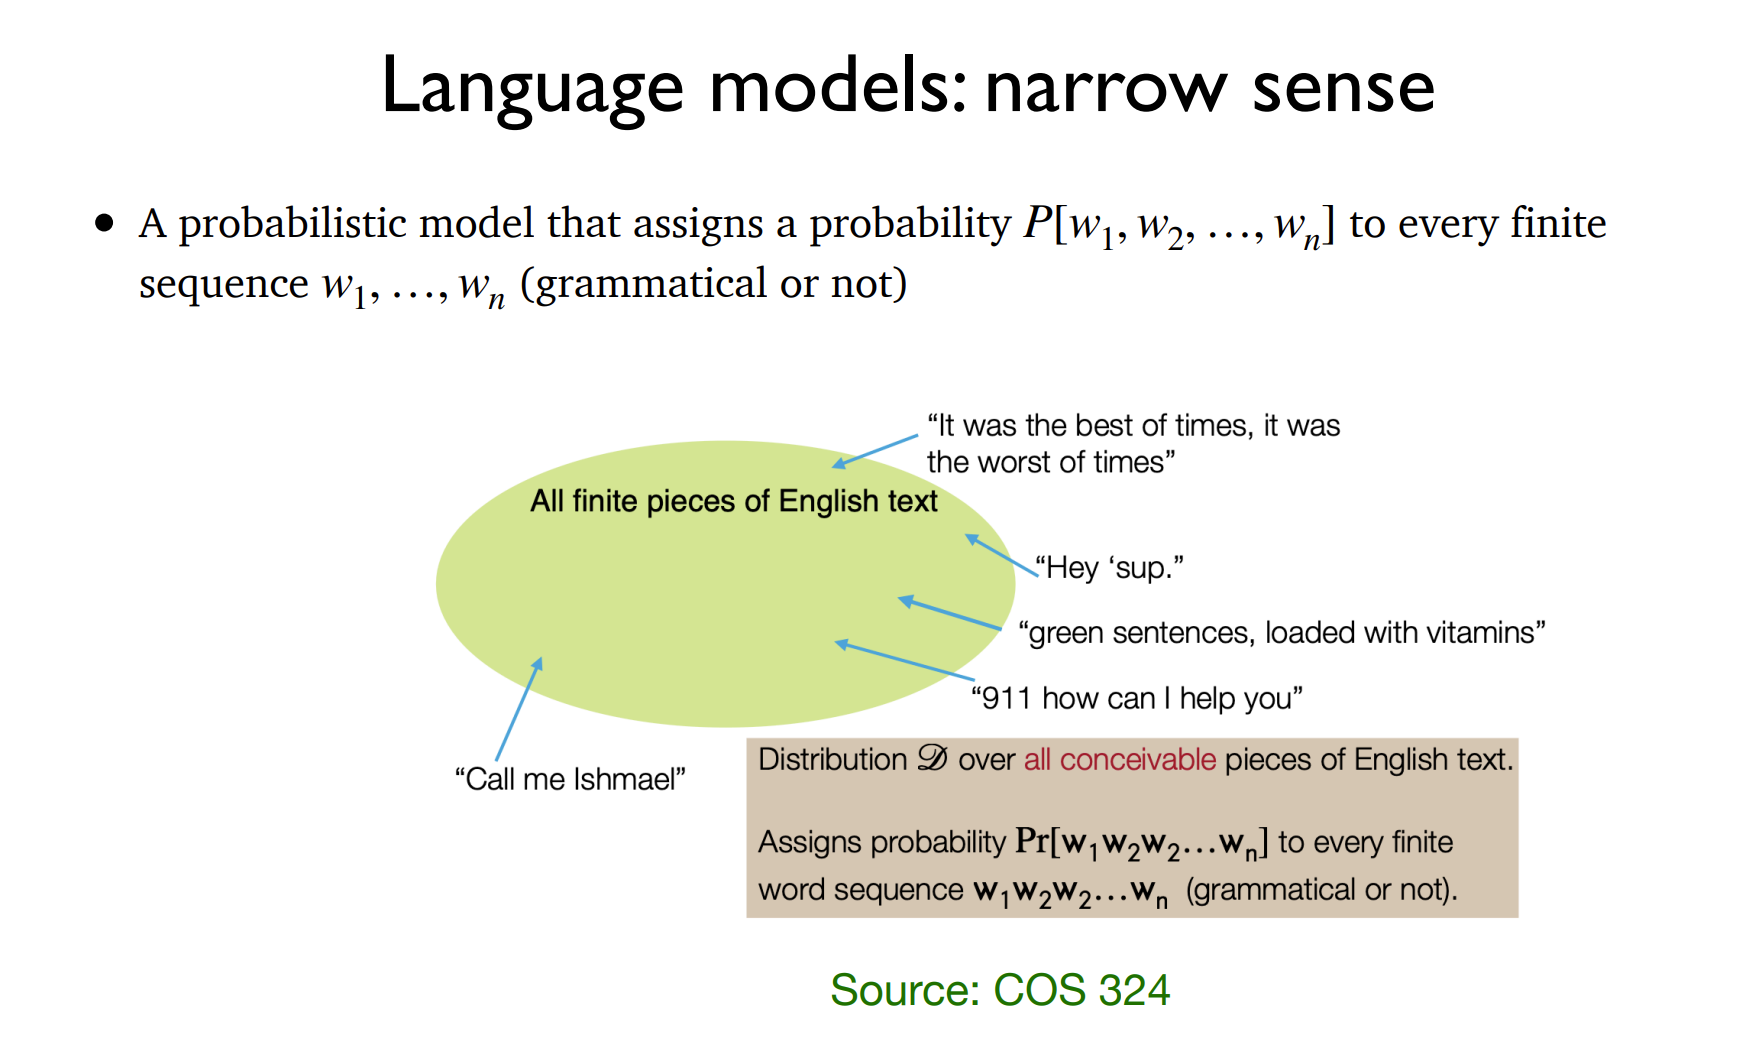 Language models: narrow sense
• A probabilistic model that assigns a probability P[w₁, w₂, …, wₙ] to every finite
sequence w₁, …, wₙ (grammatical or not)
“It was the best of times, it was
the worst of times”
All finite pieces of English text
“Hey ‘sup.”
“green sentences, loaded with vitamins”
“911 how can I help you”
“Call me Ishmael”
Distribution 𝒟 over all conceivable pieces of English text.
Assigns probability Pr[w₁w₂w₂…wₙ] to every finite
word sequence w₁w₂w₂…wₙ (grammatical or not).
Source: COS 324